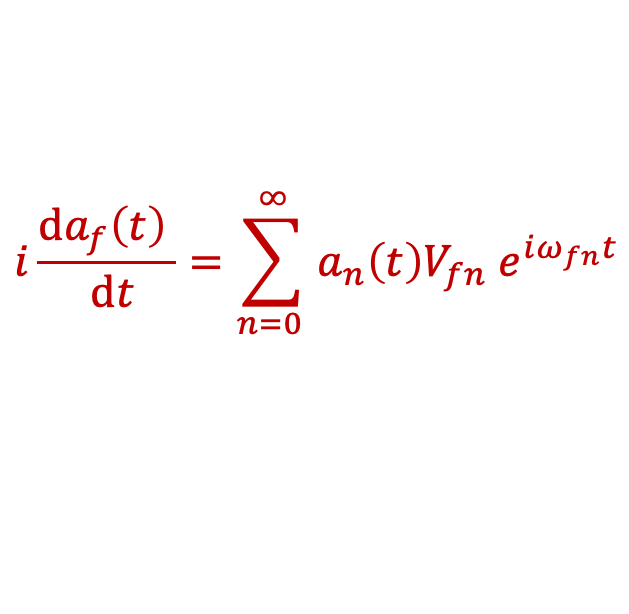 i da_f(t)/dt = ∑_{n=0}^{∞} a_n(t)V_{fn} e^{iω_{fn}t}